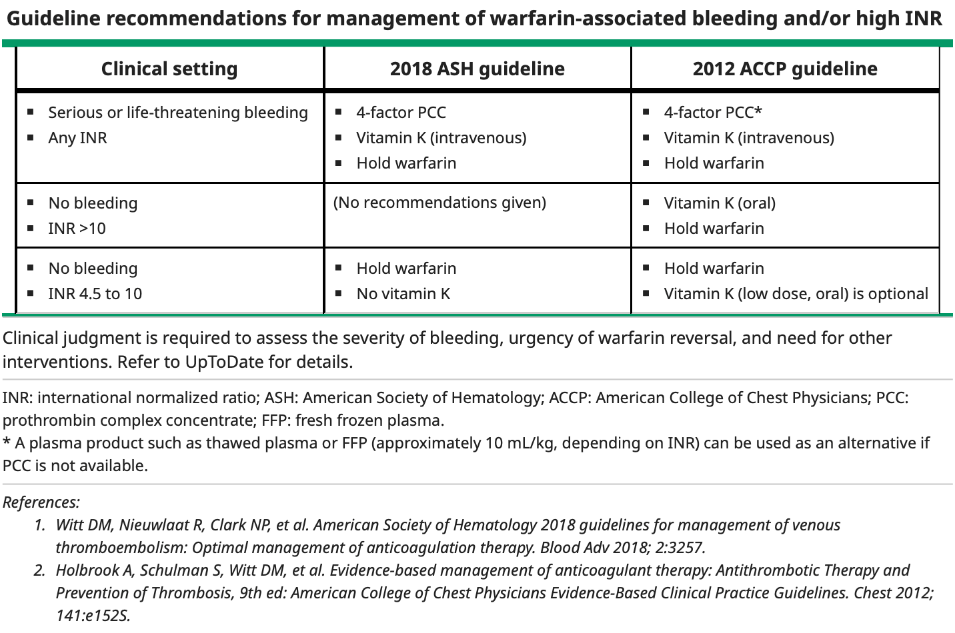 Guideline recommendations for management of warfarin-associated bleeding and/or high INR
Clinical setting
2018 ASH guideline
2012 ACCP guideline
▪ Serious or life-threatening bleeding
▪ Any INR
▪ 4-factor PCC
▪ Vitamin K (intravenous)
▪ Hold warfarin
▪ 4-factor PCC*
▪ Vitamin K (intravenous)
▪ Hold warfarin
▪ No bleeding
▪ INR >10
(No recommendations given)
▪ Vitamin K (oral)
▪ Hold warfarin
▪ No bleeding
▪ INR 4.5 to 10
▪ Hold warfarin
▪ No vitamin K
▪ Hold warfarin
▪ Vitamin K (low dose, oral) is optional
Clinical judgment is required to assess the severity of bleeding, urgency of warfarin reversal, and need for other
interventions. Refer to UpToDate for details.
INR: international normalized ratio; ASH: American Society of Hematology; ACCP: American College of Chest Physicians; PCC:
prothrombin complex concentrate; FFP: fresh frozen plasma.
* A plasma product such as thawed plasma or FFP (approximately 10 mL/kg, depending on INR) can be used as an alternative if
PCC is not available.
References:
1. Witt DM, Nieuwlaat R, Clark NP, et al. American Society of Hematology 2018 guidelines for management of venous
thromboembolism: Optimal management of anticoagulation therapy. Blood Adv 2018; 2:3257.
2. Holbrook A, Schulman S, Witt DM, et al. Evidence-based management of anticoagulant therapy: Antithrombotic Therapy and
Prevention of Thrombosis, 9th ed: American College of Chest Physicians Evidence-Based Clinical Practice Guidelines. Chest 2012;
141:e152S.